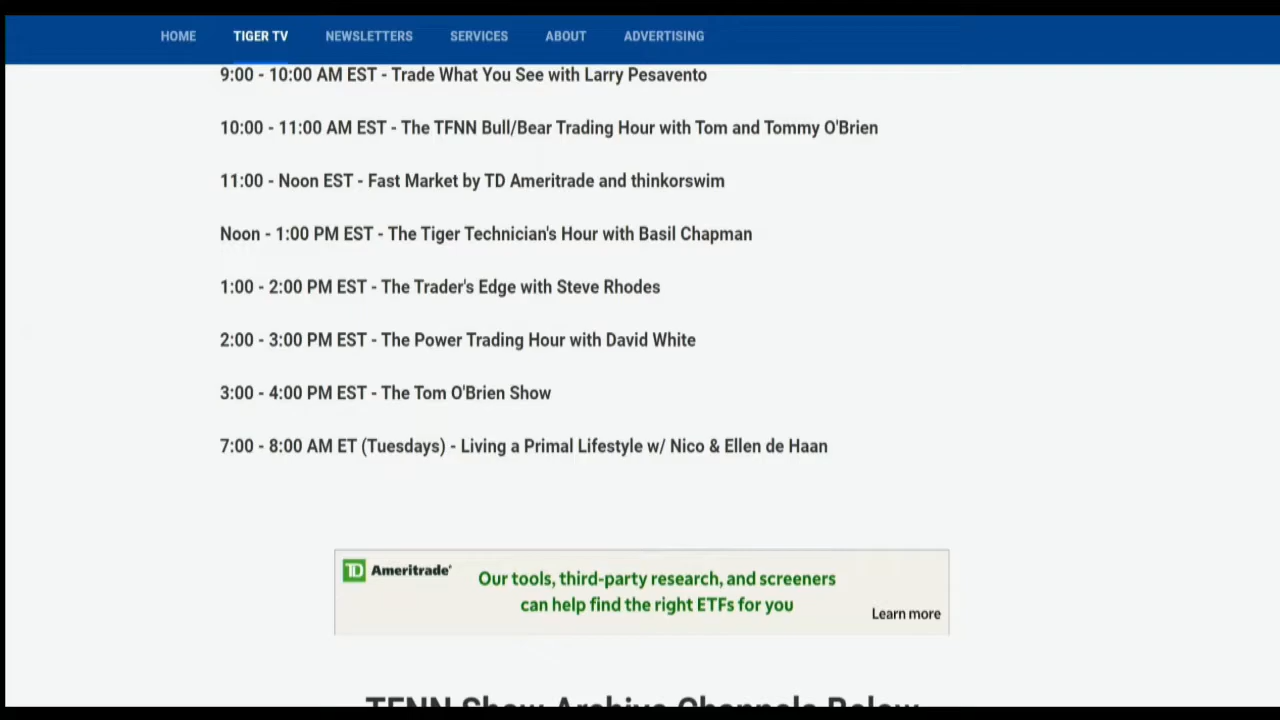 HOME TIGER TV NEWSLETTERS SERVICES ABOUT ADVERTISING
9:00 - 10:00 AM EST - Trade What You See with Larry Pesavento
10:00 - 11:00 AM EST - The TFNN Bull/Bear Trading Hour with Tom and Tommy O'Brien
11:00 - Noon EST - Fast Market by TD Ameritrade and thinkorswim
Noon - 1:00 PM EST - The Tiger Technician's Hour with Basil Chapman
1:00 - 2:00 PM EST - The Trader's Edge with Steve Rhodes
2:00 - 3:00 PM EST - The Power Trading Hour with David White
3:00 - 4:00 PM EST - The Tom O'Brien Show
7:00 - 8:00 AM ET (Tuesdays) - Living a Primal Lifestyle w/ Nico & Ellen de Haan
TD Ameritrade
Our tools, third-party research, and screeners
can help find the right ETFs for you
Learn more
TFNN Show Archive Channels Below